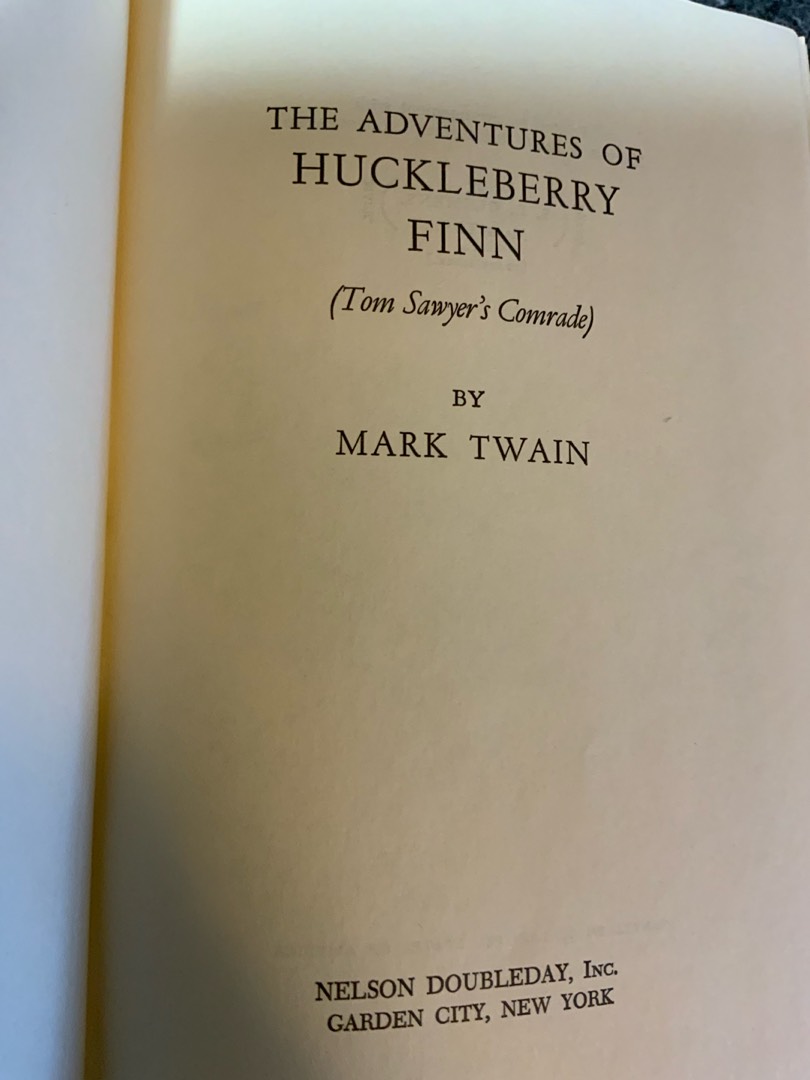 THE ADVENTURES OF
HUCKLEBERRY
FINN
(Tom Sawyer's Comrade)
BY
MARK TWAIN
NELSON DOUBLEDAY, INC.
GARDEN CITY, NEW YORK